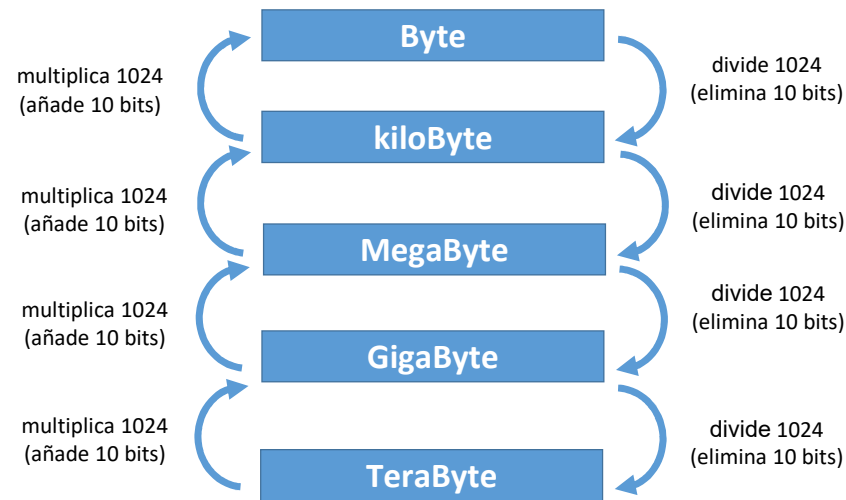 Byte
multiplica 1024
(añade 10 bits)
divide 1024
(elimina 10 bits)
kiloByte
multiplica 1024
(añade 10 bits)
divide 1024
(elimina 10 bits)
MegaByte
multiplica 1024
(añade 10 bits)
divide 1024
(elimina 10 bits)
GigaByte
multiplica 1024
(añade 10 bits)
divide 1024
(elimina 10 bits)
TeraByte